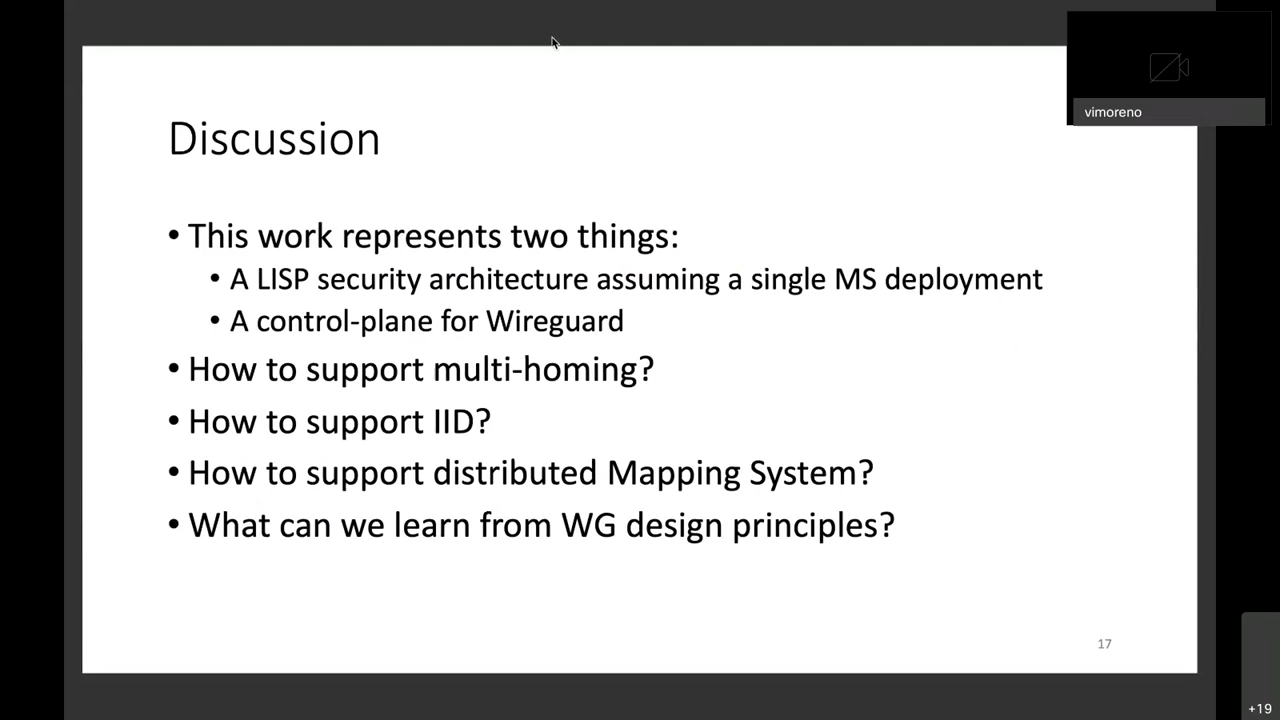 vimoreno
Discussion
• This work represents two things:
• A LISP security architecture assuming a single MS deployment
• A control-plane for Wireguard
• How to support multi-homing?
• How to support IID?
• How to support distributed Mapping System?
• What can we learn from WG design principles?
17
+19